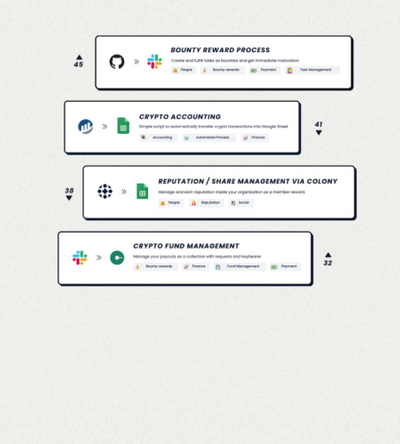 BOUNTY REWARD PROCESS
Create and fulfill tasks as bounties and get immediate motivation.
People Bounty rewards Payment Task Management
45
CRYPTO ACCOUNTING
Simple script to automatically transfer crypto transactions into Google Sheet
Accounting Automated Process Finance
41
REPUTATION / SHARE MANAGEMENT VIA COLONY
Manage and earn reputation inside your organisation as a member reward.
People Reputation Social
38
CRYPTO FUND MANAGEMENT
Manage your payouts as a collective with requests and keybearer
Bounty rewards Finance Fund Management Payment
32